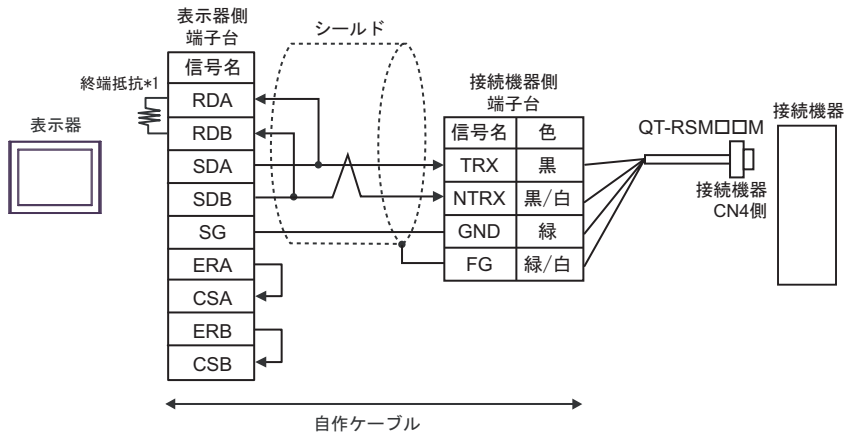 表示器側
端子台
シールド
信号名
終端抵抗*1
RDA
RDB
SDA
SDB
SG
ERA
CSA
ERB
CSB
表示器
接続機器側
端子台
信号名 色
TRX 黒
NTRX 黒/白
GND 緑
FG 緑/白
QT-RSM□□M
接続機器
CN4側
接続機器
自作ケーブル